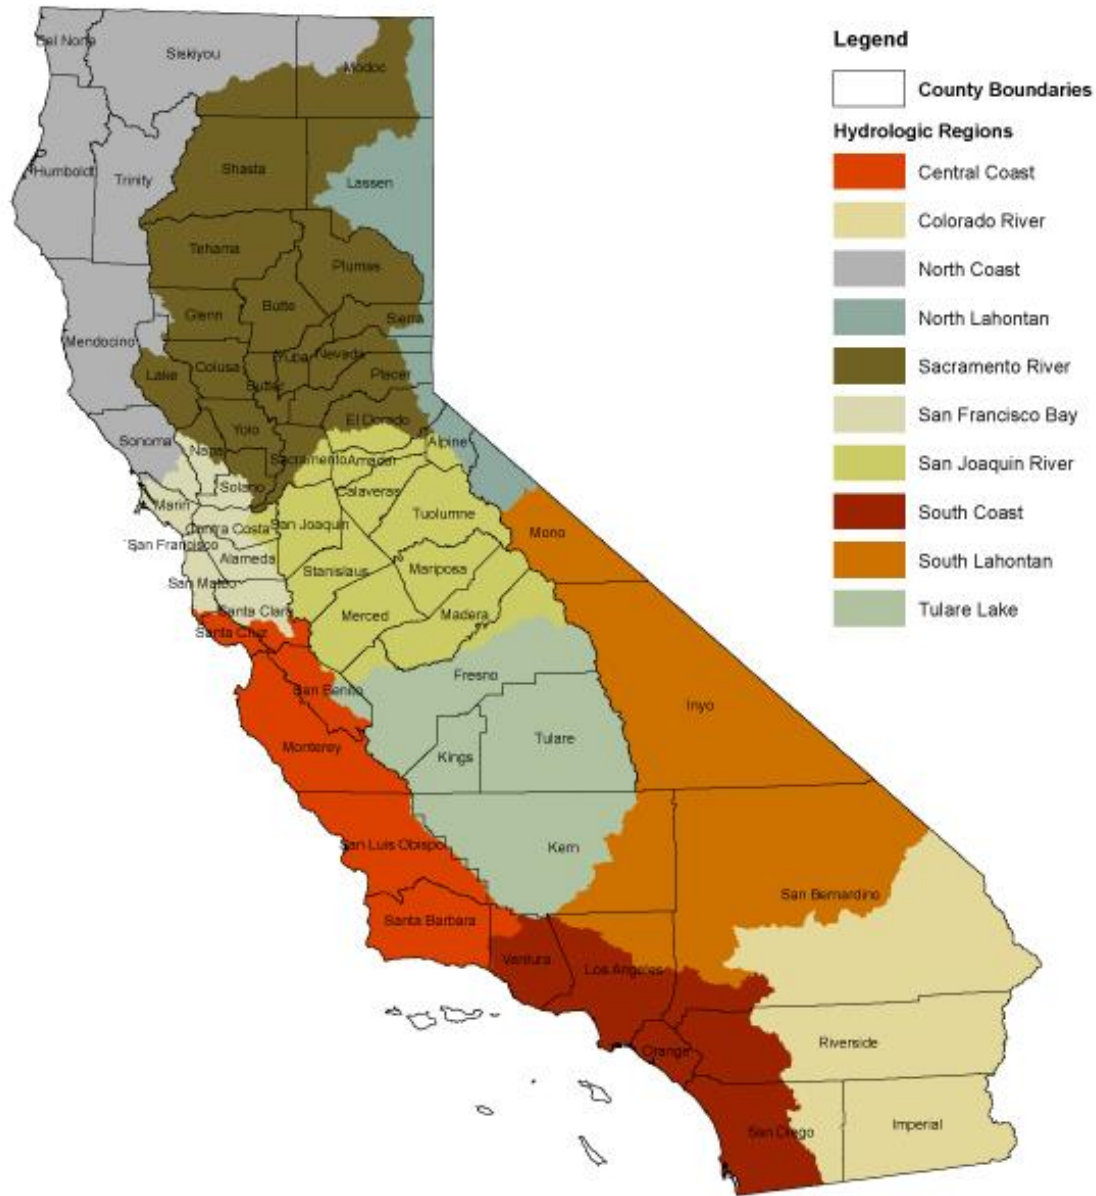 Legend
County Boundaries
Hydrologic Regions
Central Coast
Colorado River
North Coast
North Lahontan
Sacramento River
San Francisco Bay
San Joaquin River
South Coast
South Lahontan
Tulare Lake
Del Norte
Siskiyou
Modoc
Humboldt
Trinity
Shasta
Lassen
Tehama
Plumas
Glenn
Butte
Sierra
Mendocino
Lake
Colusa
Yuba
Nevada
Sutter
Placer
El Dorado
Yolo
Sonoma
Napa
Alpine
Sacramento
Amador
Solano
Calaveras
Marin
Tuolumne
Contra Costa
San Joaquin
Mono
San Francisco
Alameda
Stanislaus
Mariposa
San Mateo
Santa Clara
Merced
Madera
Santa Cruz
Fresno
San Benito
Inyo
Monterey
Kings
Tulare
San Luis Obispo
Kern
San Bernardino
Santa Barbara
Ventura
Los Angeles
Orange
Riverside
San Diego
Imperial